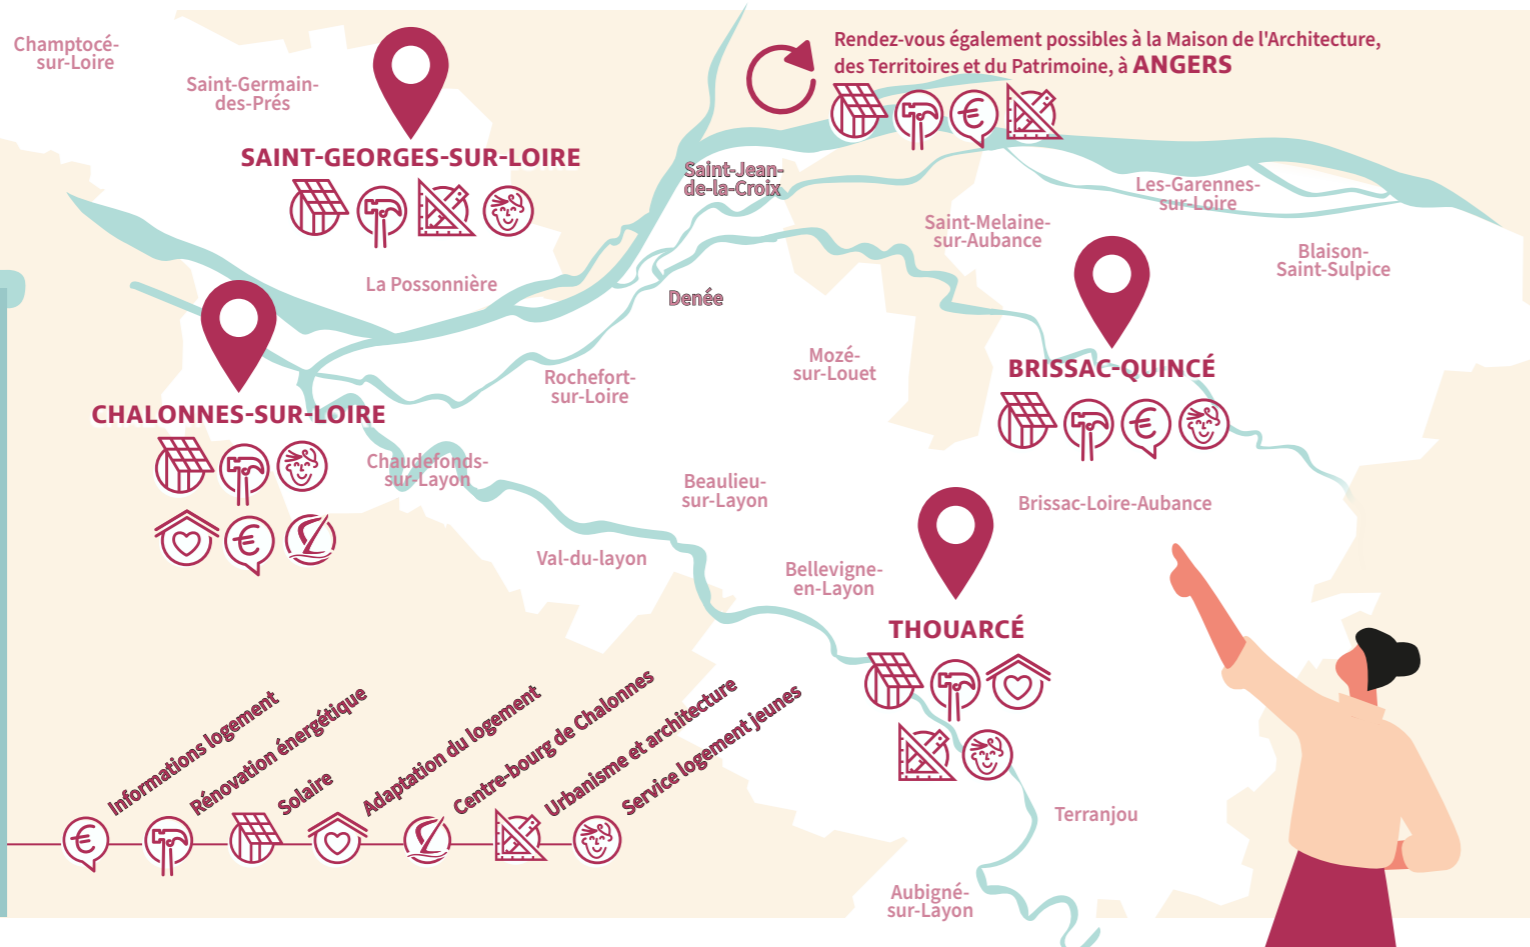 Rendez-vous également possibles à la Maison de l'Architecture,
des Territoires et du Patrimoine, à ANGERS
Champtocé-
sur-Loire
Saint-Germain-
des-Prés
SAINT-GEORGES-SUR-LOIRE
Saint-Jean-
de-la-Croix
Les-Garennes-
sur-Loire
Saint-Melaine-
sur-Aubance
Blaison-
Saint-Sulpice
La Possonnière
Denée
Mozé-
sur-Louet
BRISSAC-QUINCÉ
Rochefort-
sur-Loire
CHALONNES-SUR-LOIRE
Chaudefonds-
sur-Layon
Beaulieu-
sur-Layon
Brissac-Loire-Aubance
Val-du-layon
Bellevigne-
en-Layon
THOUARCÉ
Terranjou
Aubigné-
sur-Layon
Informations logement
Rénovation énergétique
Solaire
Adaptation du logement
Centre-bourg de Chalonnes
Urbanisme et architecture
Service logement jeunes